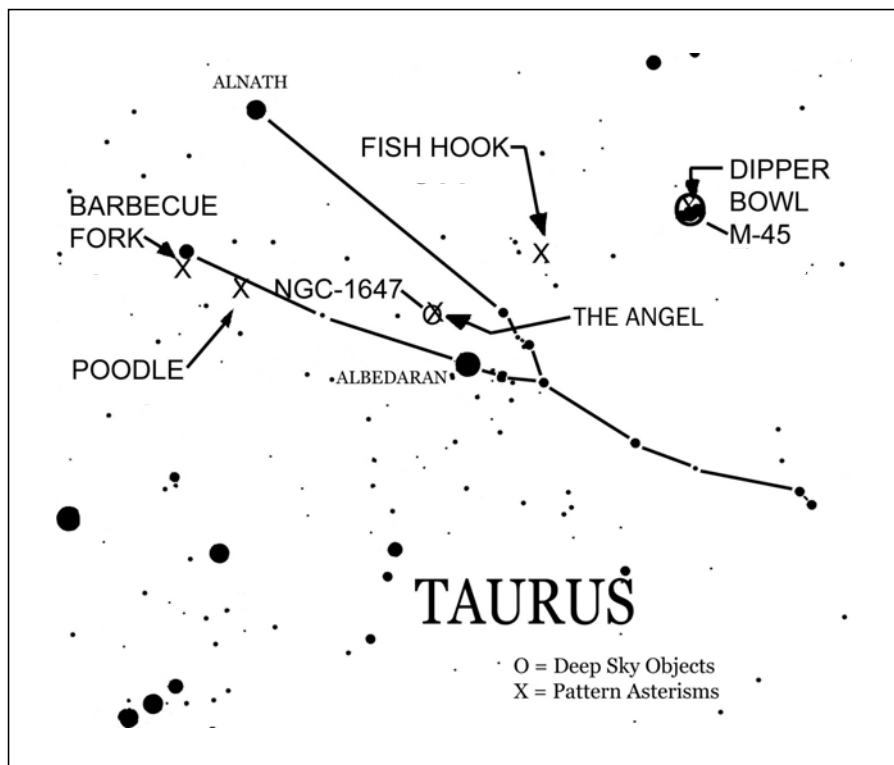 ALNATH
FISH HOOK
DIPPER
BOWL
M-45
BARBECUE
FORK
NGC-1647
THE ANGEL
POODLE
ALBEDARAN
TAURUS
O = Deep Sky Objects
X = Pattern Asterisms